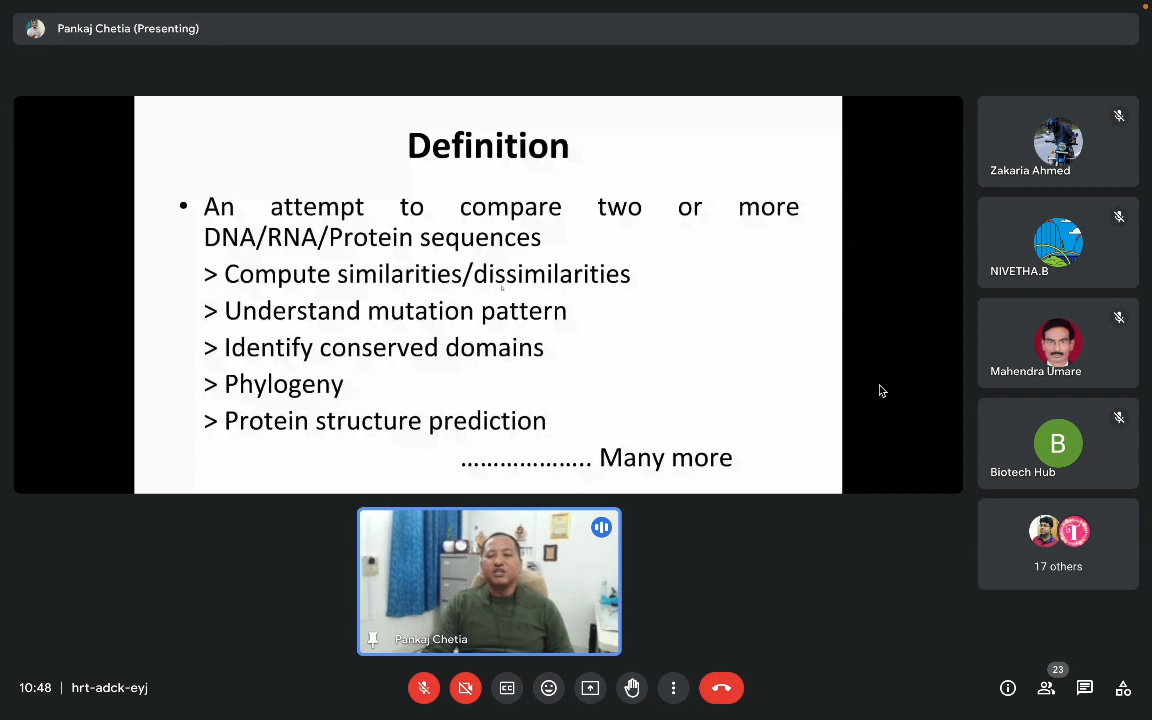 Pankaj Chetia (Presenting)
Definition
• An attempt to compare two or more
DNA/RNA/Protein sequences
> Compute similarities/dissimilarities
> Understand mutation pattern
> Identify conserved domains
> Phylogeny
> Protein structure prediction
……………….. Many more
Zakaria Ahmed
NIVETHA.B
Mahendra Umare
B
Biotech Hub
T
17 others
Pankaj Chetia
10:48 | hrt-adck-eyj
CC
23